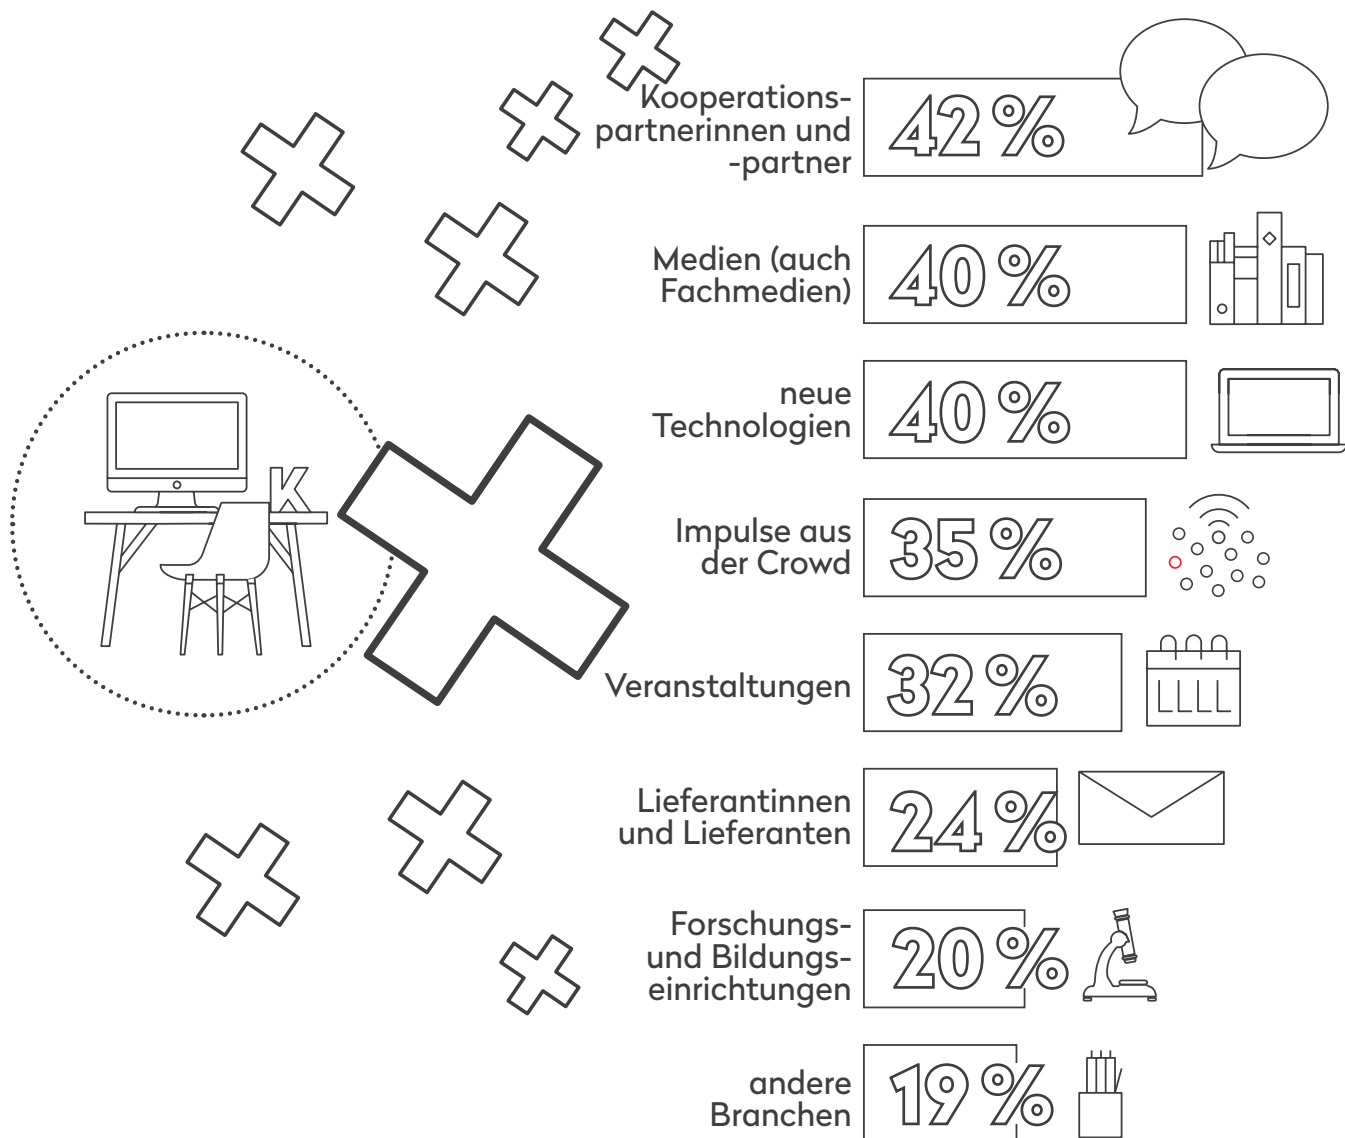 Kooperations-
partnerinnen und
-partner
42 %
Medien (auch
Fachmedien)
40 %
neue
Technologien
40 %
Impulse aus
der Crowd
35 %
Veranstaltungen
32 %
Lieferantinnen
und Lieferanten
24 %
Forschungs-
und Bildungs-
einrichtungen
20 %
andere
Branchen
19 %
K